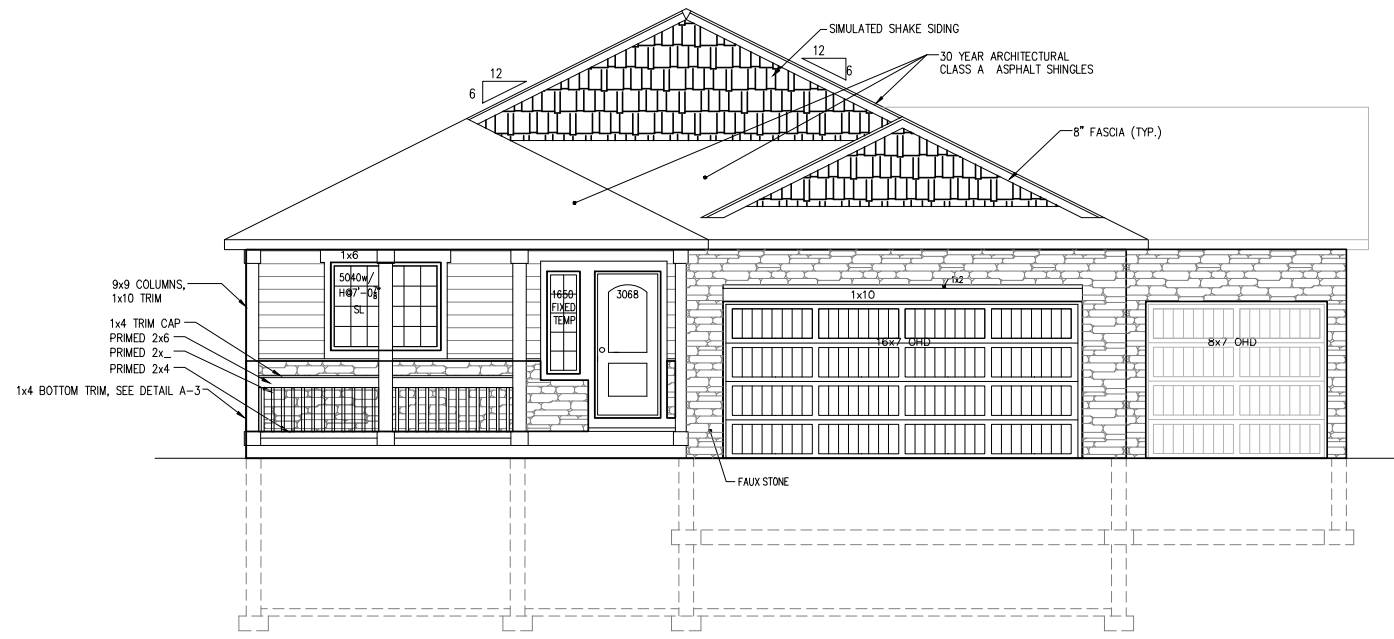 SIMULATED SHAKE SIDING
12
6
12
6
30 YEAR ARCHITECTURAL
CLASS A ASPHALT SHINGLES
8" FASCIA (TYP.)
9x9 COLUMNS,
1x10 TRIM
1x4 TRIM CAP
PRIMED 2x6
PRIMED 2x_
PRIMED 2x4
1x4 BOTTOM TRIM, SEE DETAIL A-3
1x6
5040w/
SL
1650
FIXED
TEMP
3068
1x2
1x10
16x7 OHD
8x7 OHD
FAUX STONE